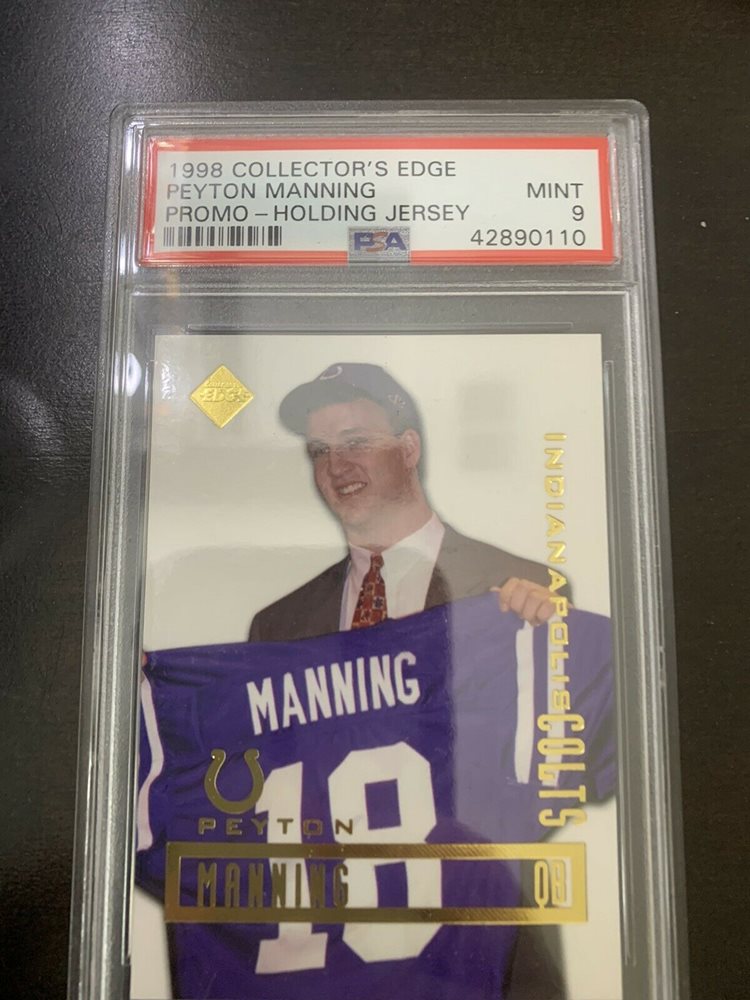 1998 COLLECTOR'S EDGE
PEYTON MANNING MINT
PROMO – HOLDING JERSEY 9
PSA 42890110
EDGE
INDIANAPOLIS COLTS
MANNING
18
PEYTON
MANNING QB